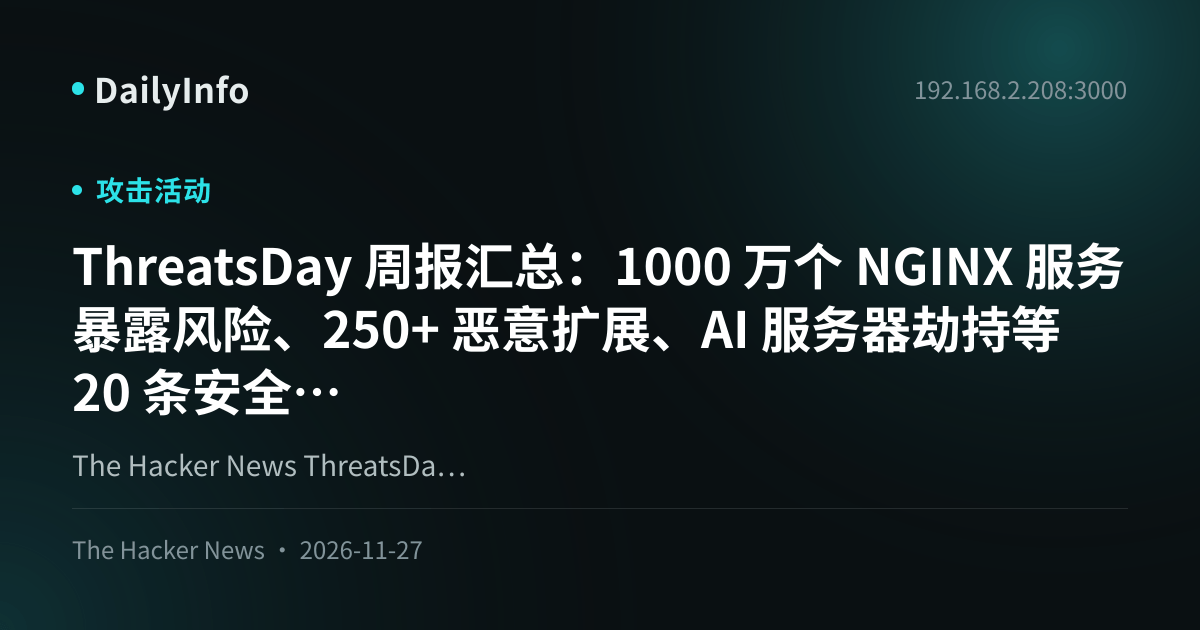 DailyInfo
192.168.2.208:3000
攻击活动
ThreatsDay 周报汇总：1000 万个 NGINX 服务
暴露风险、250+ 恶意扩展、AI 服务器劫持等
20 条安全…
The Hacker News ThreatsDa…
The Hacker News · 2026-11-27